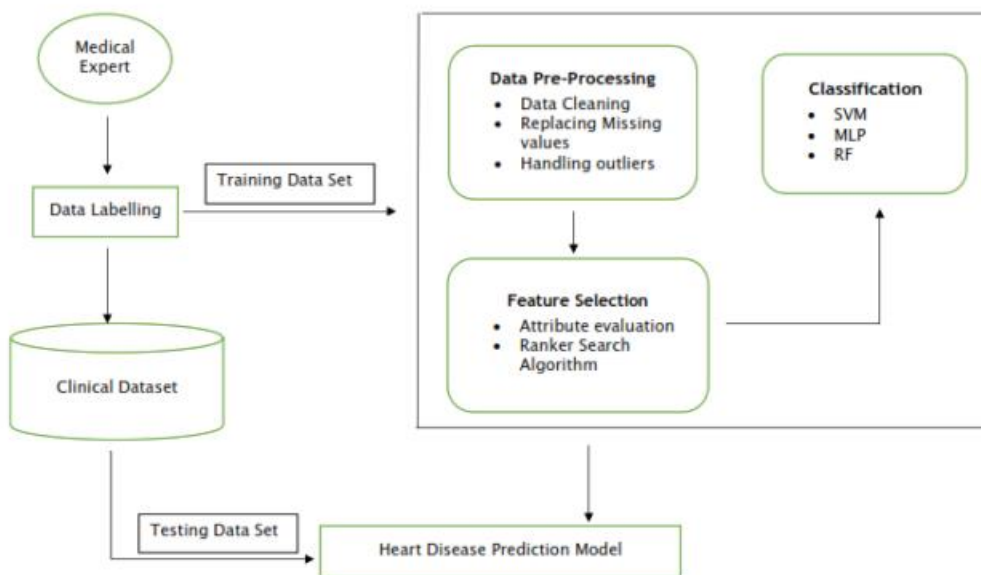 Medical
Expert
Data Labelling
Training Data Set
Clinical Dataset
Testing Data Set
Data Pre-Processing
• Data Cleaning
• Replacing Missing
values
• Handling outliers
Feature Selection
• Attribute evaluation
• Ranker Search
Algorithm
Classification
• SVM
• MLP
• RF
Heart Disease Prediction Model